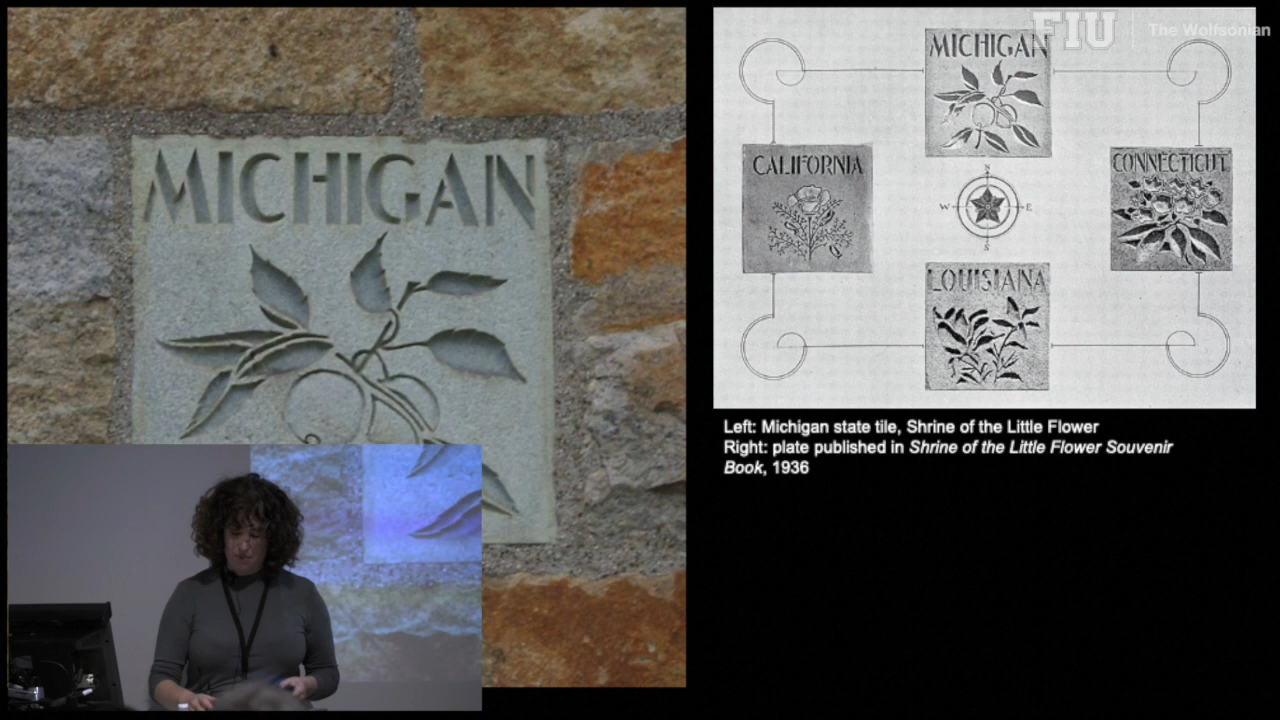 MICHIGAN
FIU | The Wolfsonian
MICHIGAN
CALIFORNIA
CONNECTICUT
N
W E
S
LOUISIANA
Left: Michigan state tile, Shrine of the Little Flower
Right: plate published in Shrine of the Little Flower Souvenir
Book, 1936